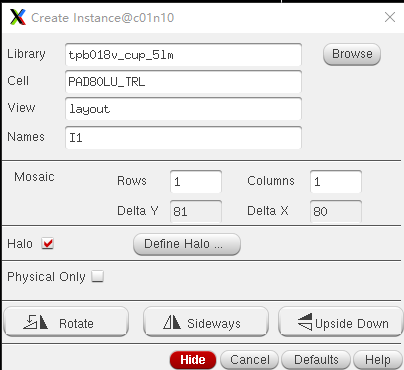 Create Instance@c01n10
Library tpb018v_cup_5lm Browse
Cell PAD80LU_TRL
View layout
Names I1
Mosaic Rows 1 Columns 1
Delta Y 81 Delta X 80
Halo Define Halo ...
Physical Only
Rotate Sideways Upside Down
Hide Cancel Defaults Help